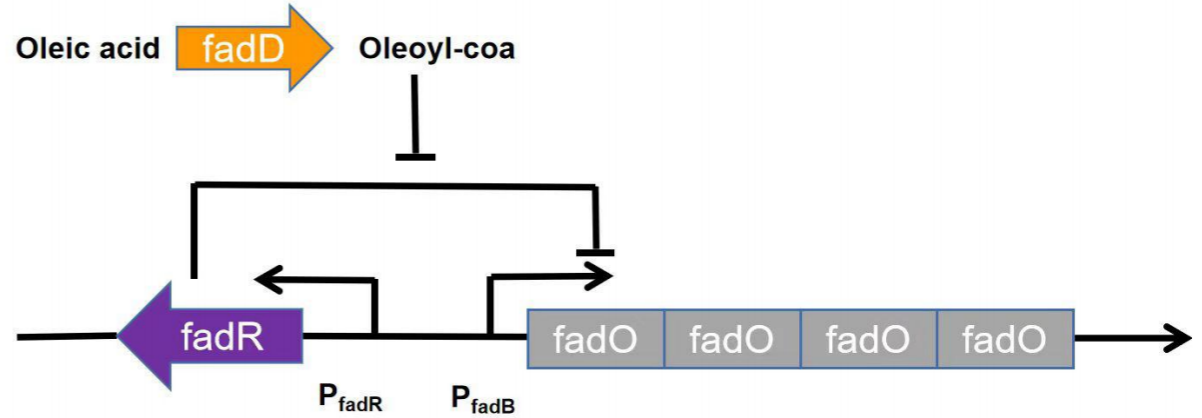 Oleic acid fadD Oleoyl-coa
fadR fadO fadO fadO fadO
PfadR PfadB